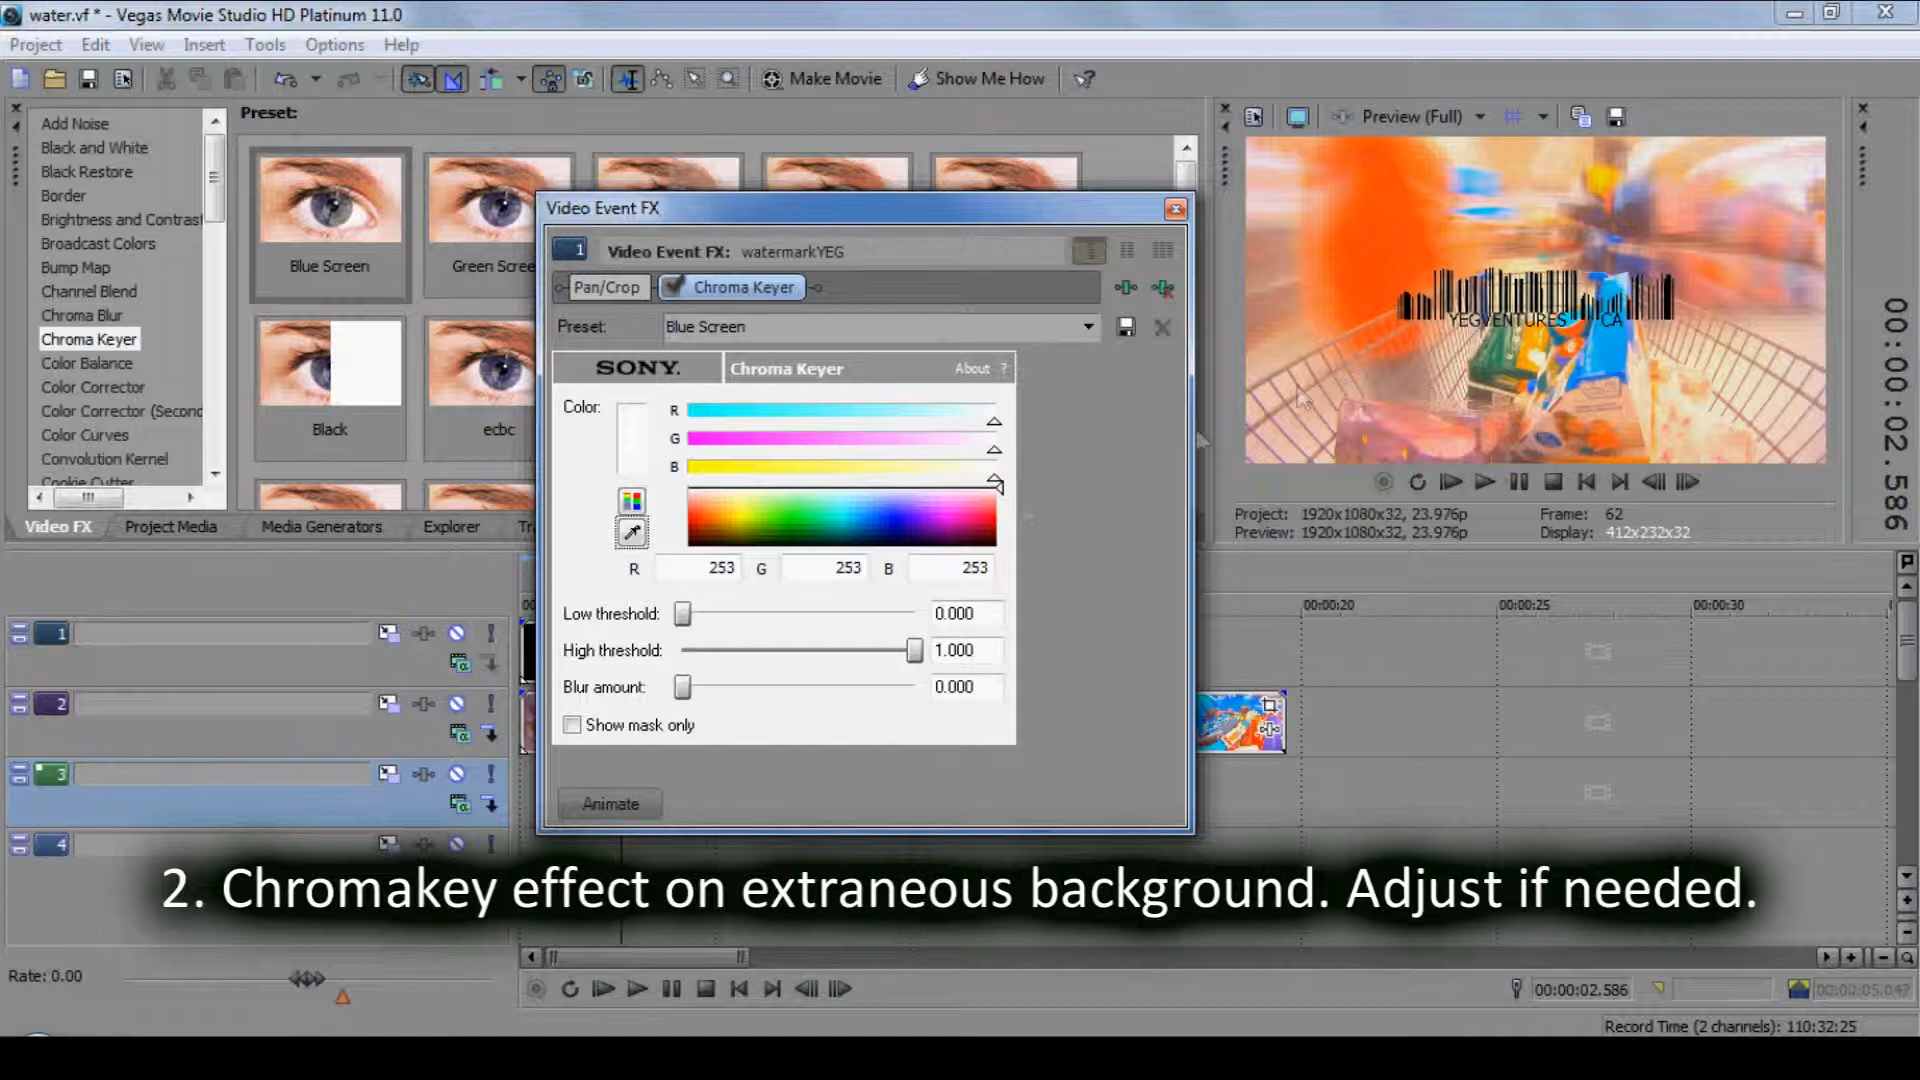 water.vf * - Vegas Movie Studio HD Platinum 11.0
Project Edit View Insert Tools Options Help
Make Movie Show Me How
Add Noise
Black and White
Black Restore
Border
Brightness and Contrast
Broadcast Colors
Bump Map
Channel Blend
Chroma Blur
Chroma Keyer
Color Balance
Color Corrector
Color Corrector (Second
Color Curves
Convolution Kernel
Cookie Cutter
Preset:
Blue Screen
Green Scree
Black
ecbc
Video FX Project Media Media Generators Explorer Tr
Video Event FX
1 Video Event FX: watermarkYEG
Pan/Crop Chroma Keyer
Preset: Blue Screen
SONY. Chroma Keyer About ?
Color:
R
G
B
R 253 G 253 B 253
Low threshold: 0.000
High threshold: 1.000
Blur amount: 0.000
Show mask only
Animate
Preview (Full)
YEGVENTURES CA
Project: 1920x1080x32, 23.976p Frame: 62
Preview: 1920x1080x32, 23.976p Display: 412x232x32
00:00:02.586
00:00:20 00:00:25 00:00:30
1
2
3
4
2. Chromakey effect on extraneous background. Adjust if needed.
Rate: 0.00
00:00:02.586 00:00:05.047
Record Time (2 channels): 110:32:25